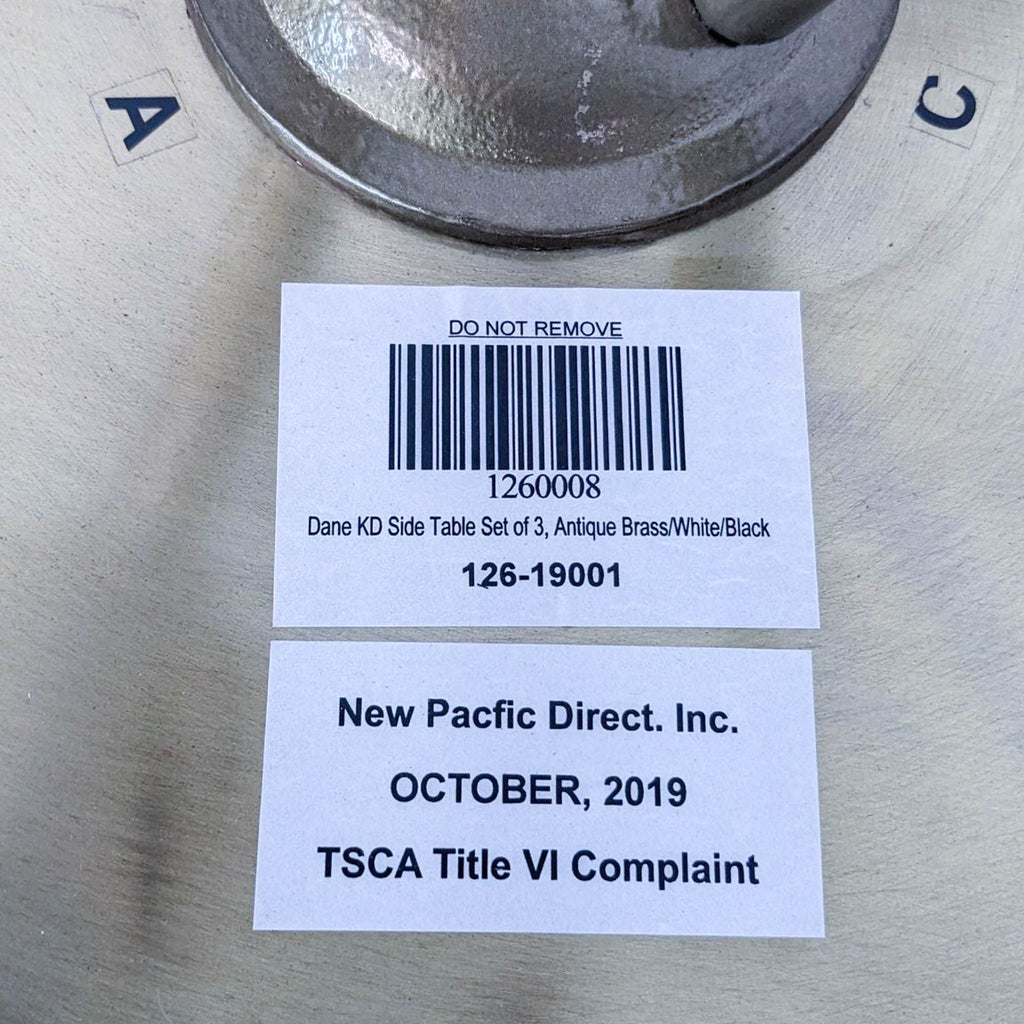 A
C
DO NOT REMOVE
1260008
Dane KD Side Table Set of 3, Antique Brass/White/Black
126-19001
New Pacfic Direct. Inc.
OCTOBER, 2019
TSCA Title VI Complaint